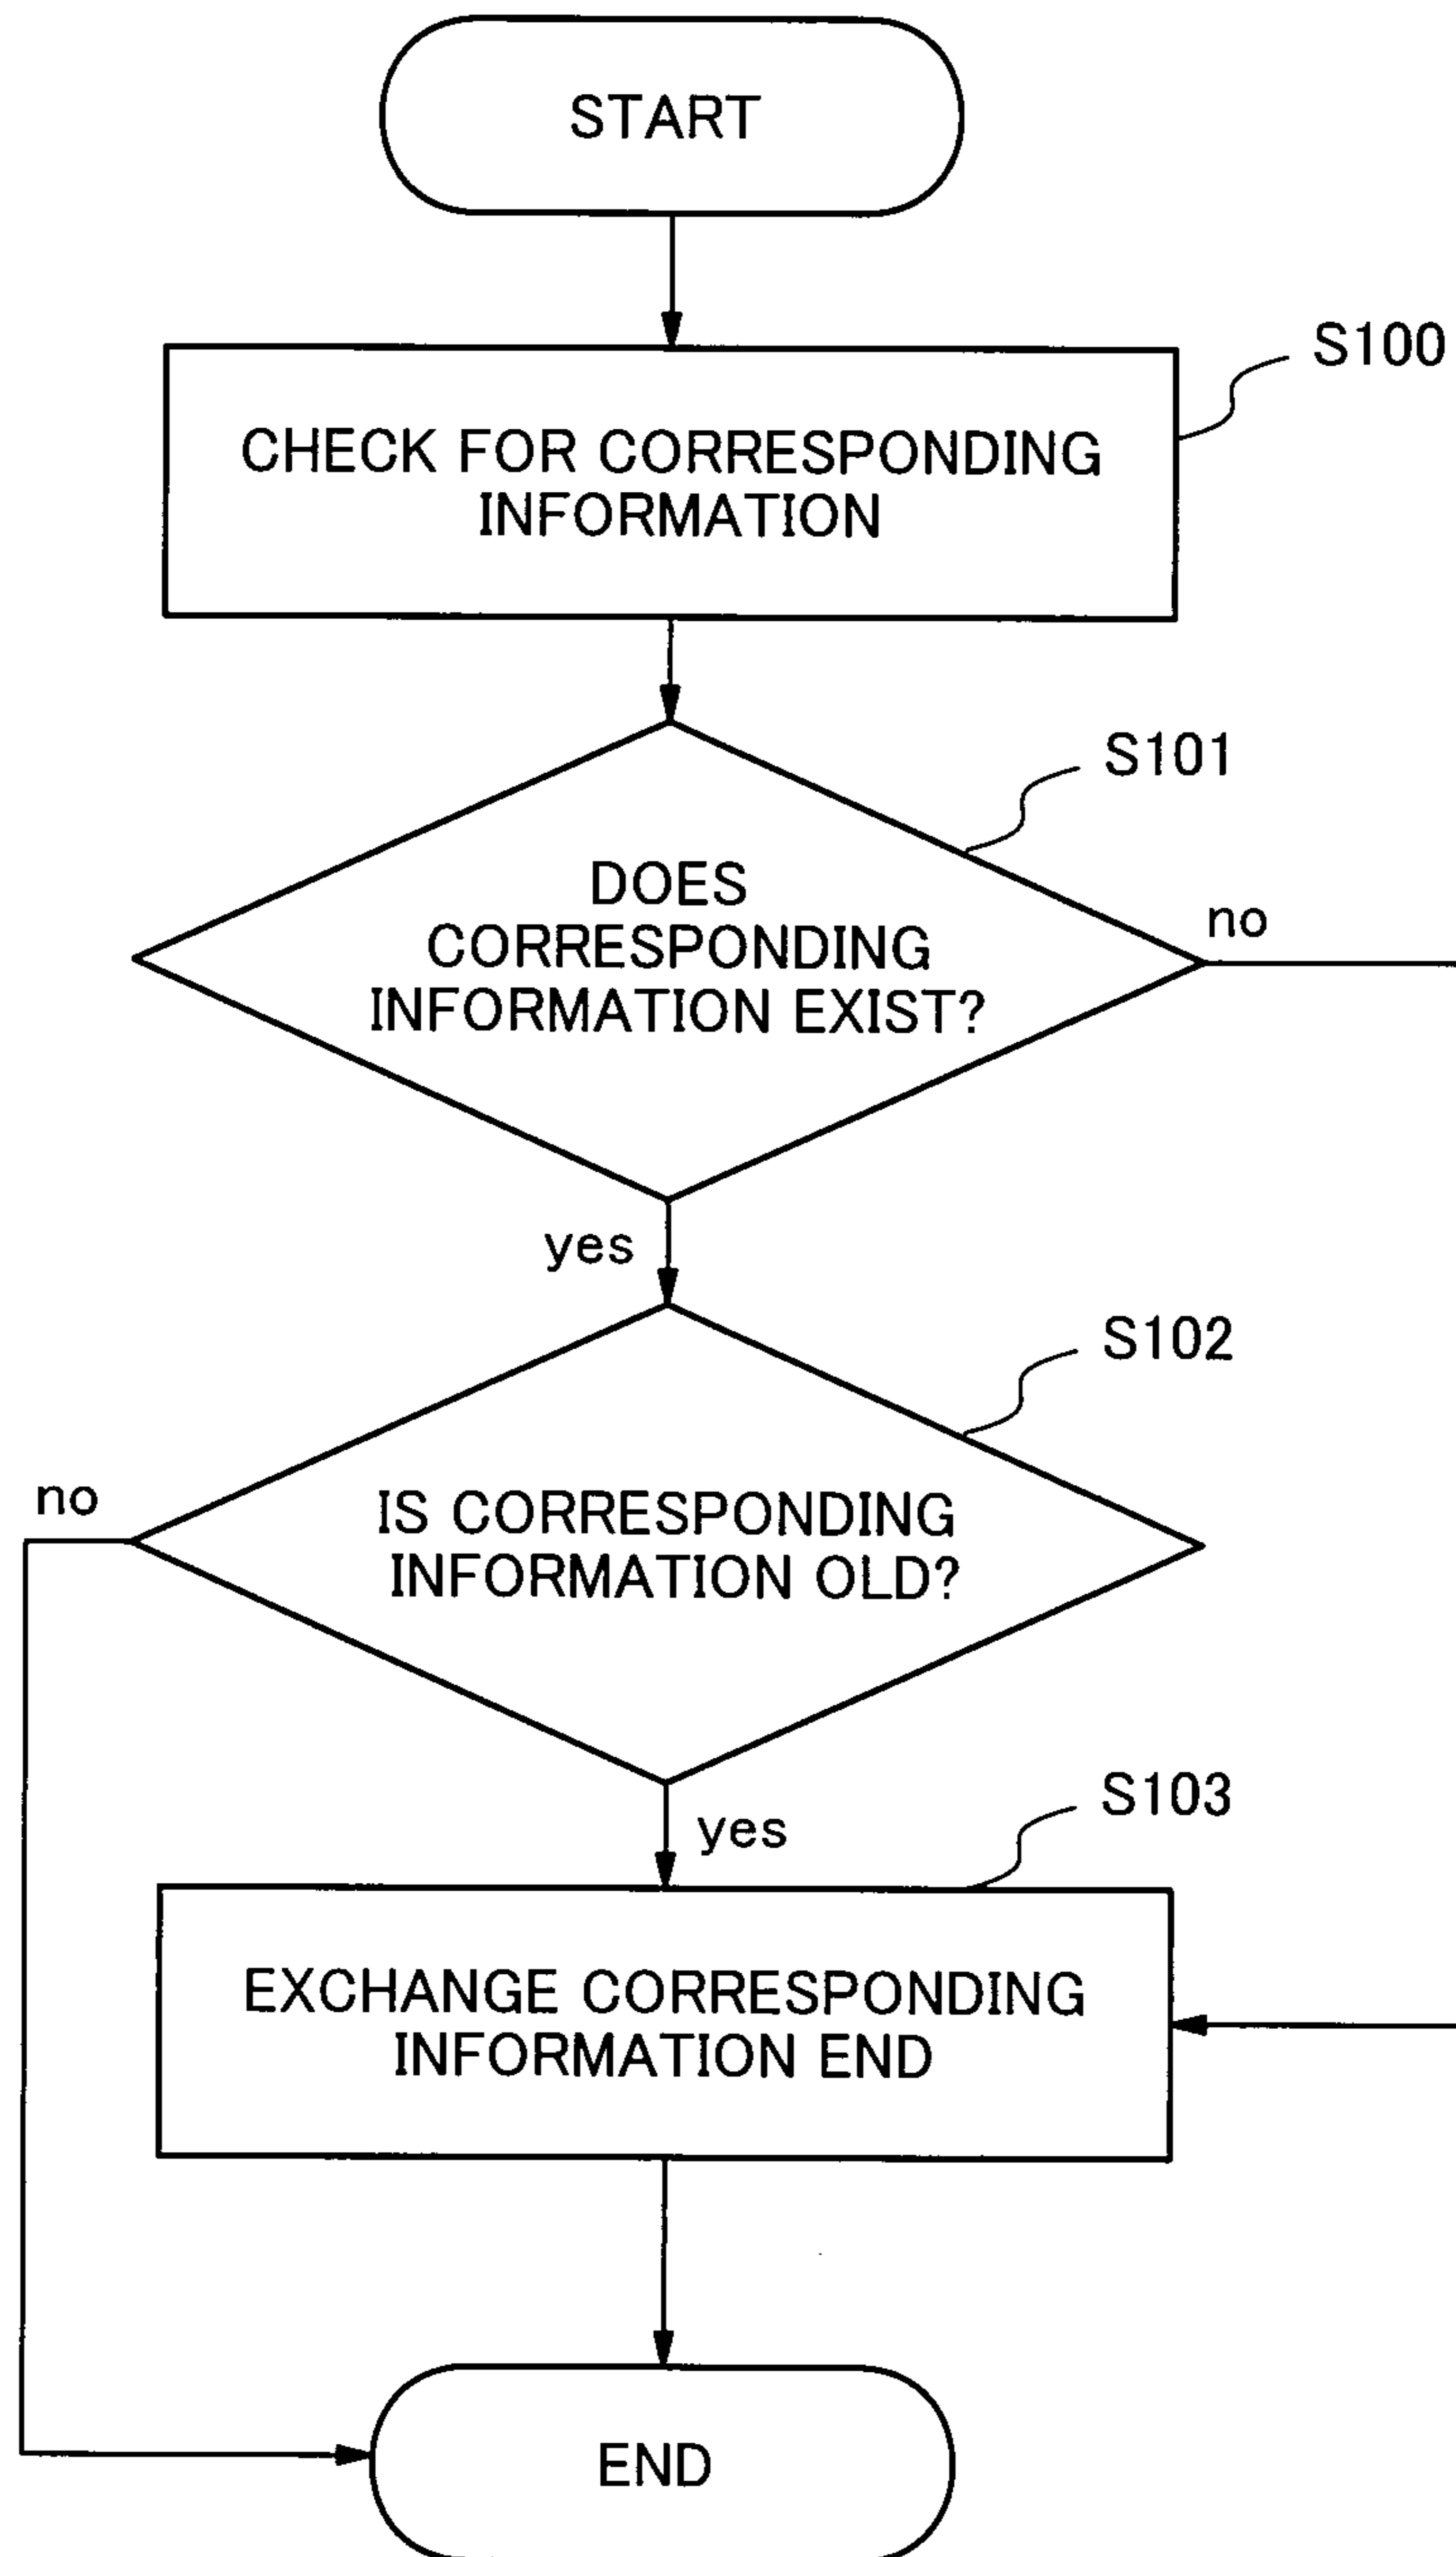 START
S100
CHECK FOR CORRESPONDING
INFORMATION
S101
DOES
CORRESPONDING
INFORMATION EXIST?
no
yes
S102
no
IS CORRESPONDING
INFORMATION OLD?
yes
S103
EXCHANGE CORRESPONDING
INFORMATION END
END